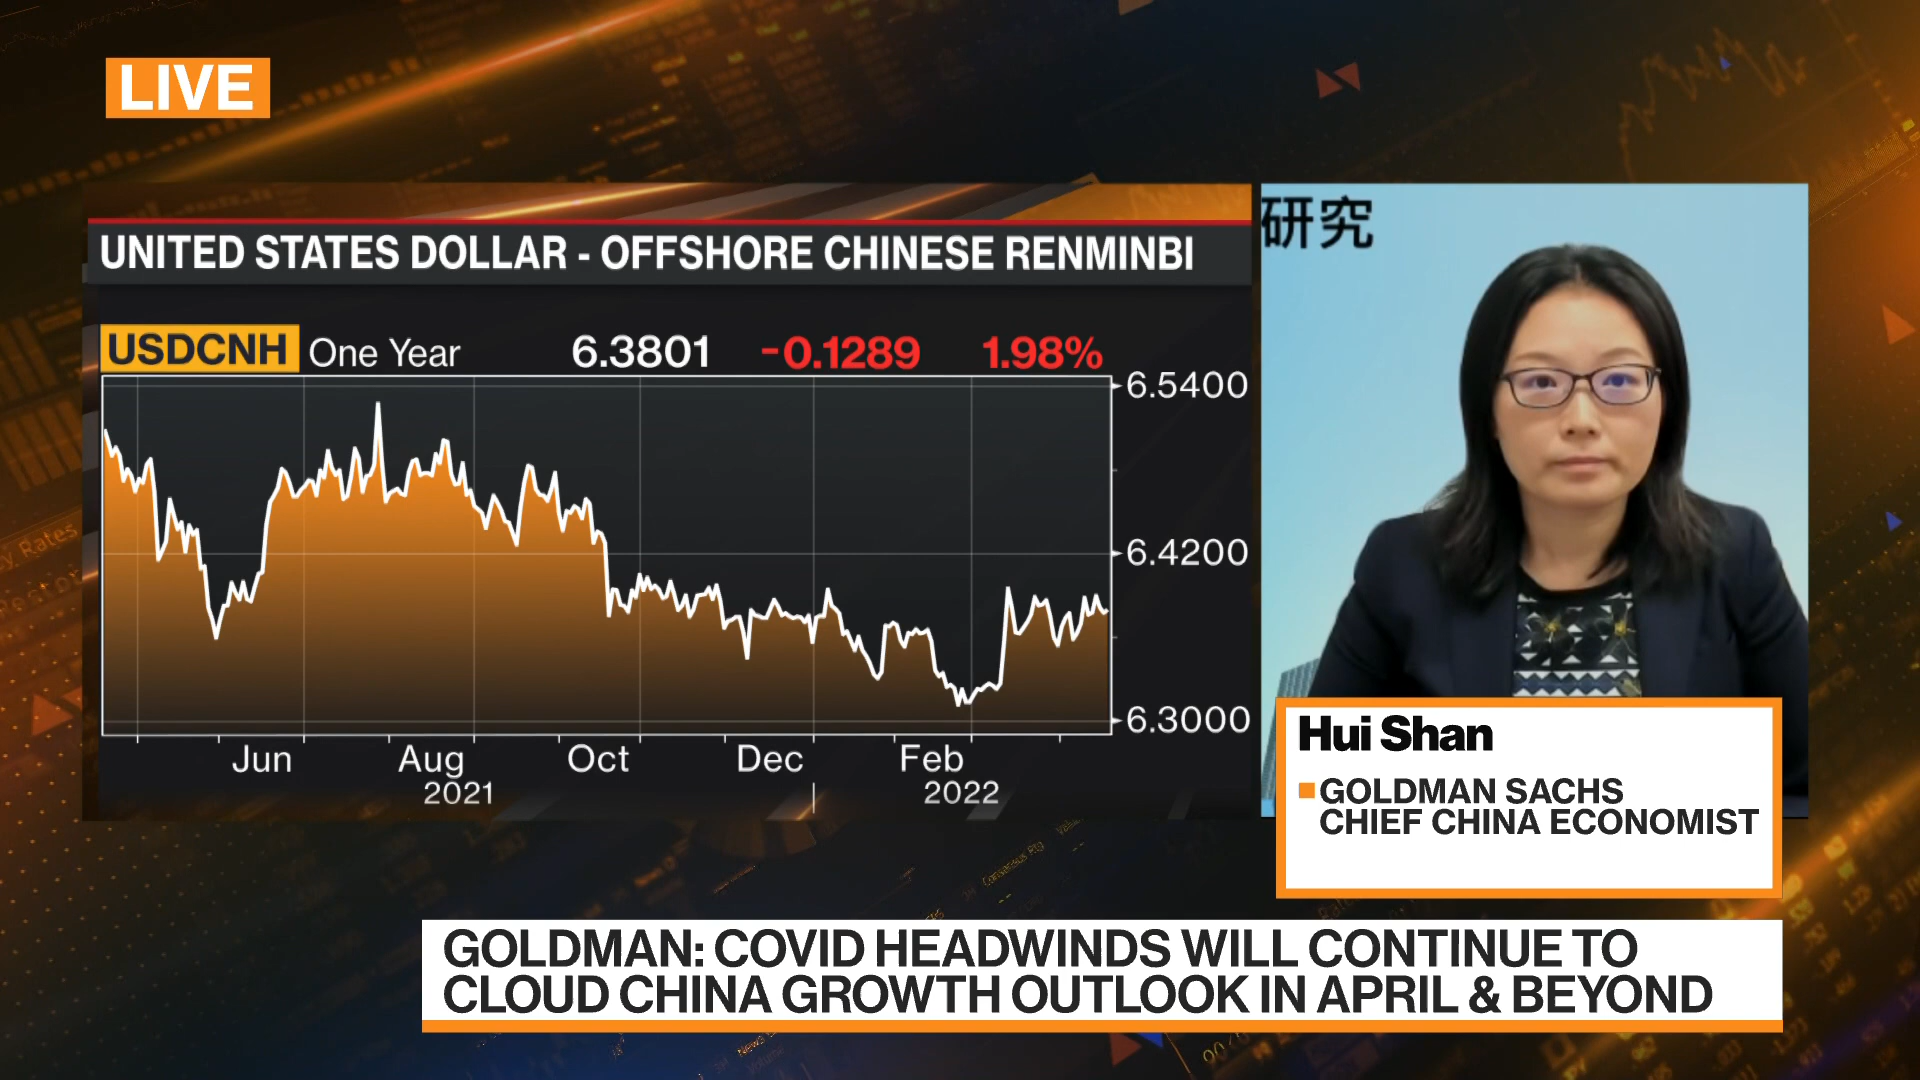 LIVE
UNITED STATES DOLLAR - OFFSHORE CHINESE RENMINBI
USDCNH One Year 6.3801 -0.1289 1.98%
6.5400
6.4200
6.3000
Jun Aug Oct Dec Feb
2021 2022
研究
Hui Shan
GOLDMAN SACHS
CHIEF CHINA ECONOMIST
GOLDMAN: COVID HEADWINDS WILL CONTINUE TO
CLOUD CHINA GROWTH OUTLOOK IN APRIL & BEYOND